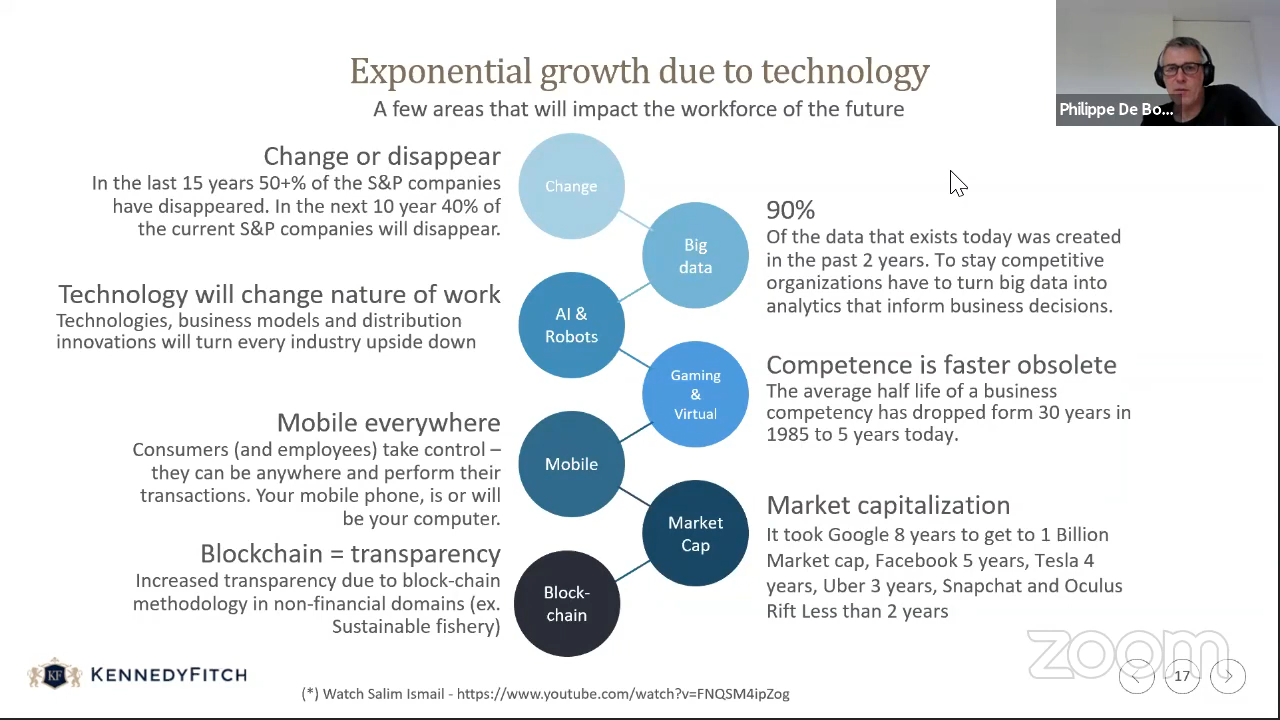 Exponential growth due to technology
A few areas that will impact the workforce of the future
Philippe De Bo...
Change or disappear
In the last 15 years 50+% of the S&P companies
have disappeared. In the next 10 year 40% of
the current S&P companies will disappear.
Change
Big
data
90%
Of the data that exists today was created
in the past 2 years. To stay competitive
organizations have to turn big data into
analytics that inform business decisions.
Technology will change nature of work
Technologies, business models and distribution
innovations will turn every industry upside down
AI &
Robots
Gaming
&
Virtual
Competence is faster obsolete
The average half life of a business
competency has dropped form 30 years in
1985 to 5 years today.
Mobile everywhere
Consumers (and employees) take control –
they can be anywhere and perform their
transactions. Your mobile phone, is or will
be your computer.
Mobile
Market
Cap
Market capitalization
It took Google 8 years to get to 1 Billion
Market cap, Facebook 5 years, Tesla 4
years, Uber 3 years, Snapchat and Oculus
Rift Less than 2 years
Blockchain = transparency
Increased transparency due to block-chain
methodology in non-financial domains (ex.
Sustainable fishery)
Block-
chain
zoom
KF
KENNEDYFITCH
17
(*) Watch Salim Ismail - https://www.youtube.com/watch?v=FNQSM4ipZog